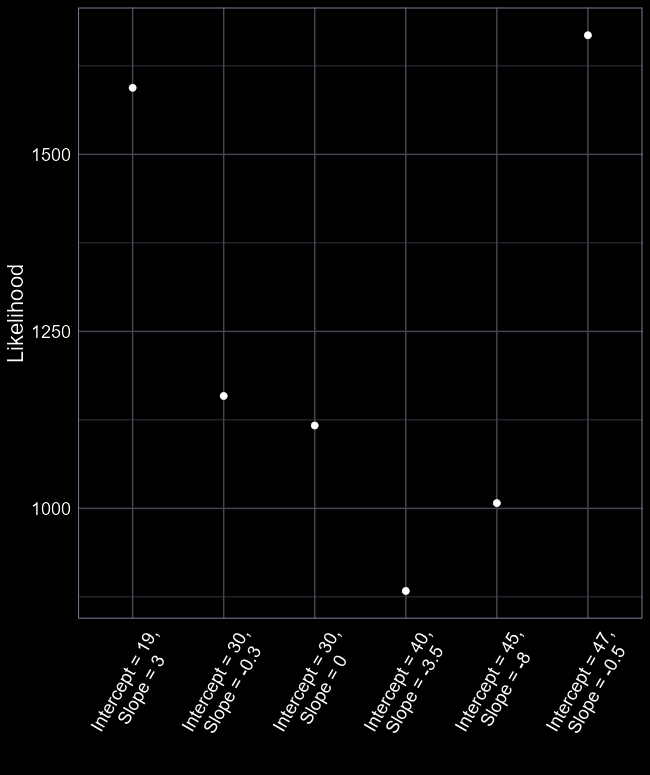 Likelihood
1500
1250
1000
Intercept = 19,
Slope = 3
Intercept = 30,
Slope = -0.3
Intercept = 30,
Slope = 0
Intercept = 40,
Slope = -3.5
Intercept = 45,
Slope = -8
Intercept = 47,
Slope = -0.5